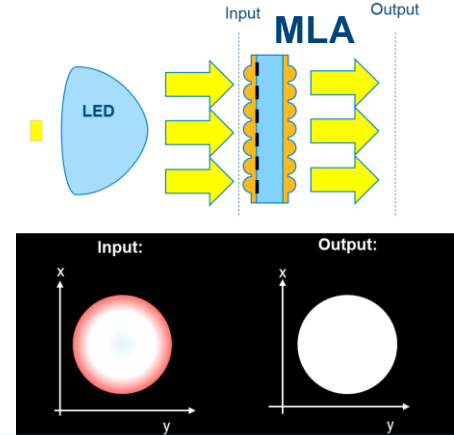 Input
MLA
Output
LED
Input:
Output:
x
x
y
y